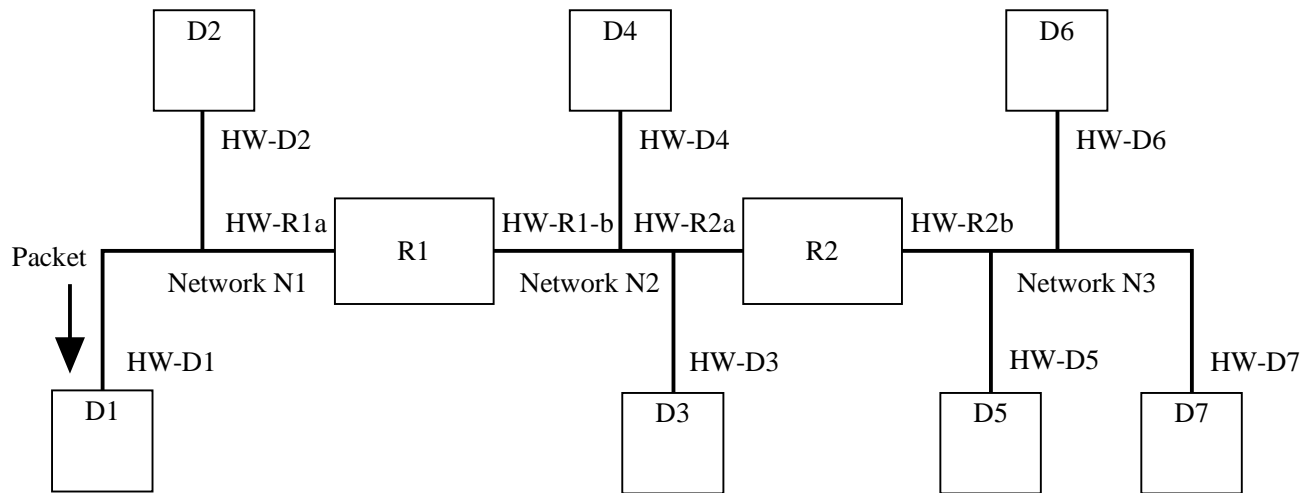 D2
D4
D6
HW-D2
HW-D4
HW-D6
HW-R1a
R1
HW-R1-b
HW-R2a
R2
HW-R2b
Packet
Network N1
Network N2
Network N3
HW-D1
HW-D3
HW-D5
HW-D7
D1
D3
D5
D7